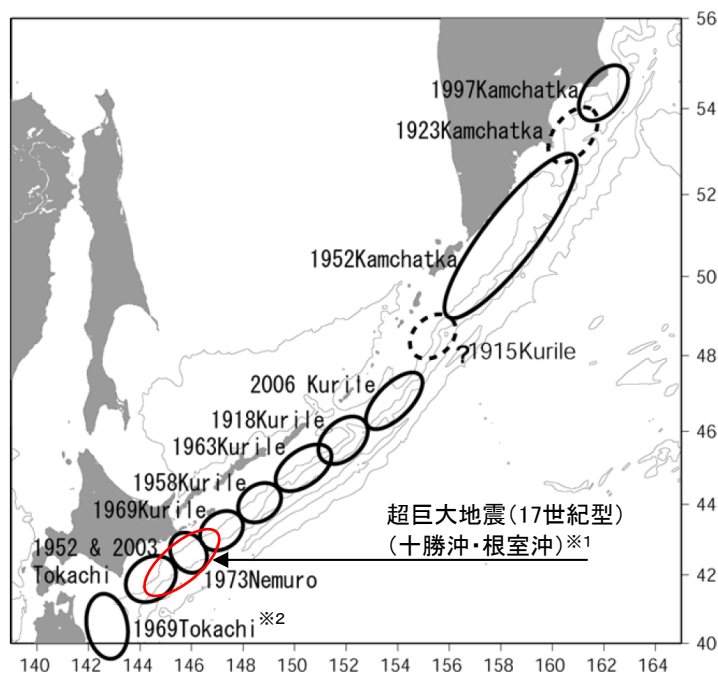 56
1997Kamchatka
1923Kamchatka
54
52
1952Kamchatka
50
?1915Kurile
48
2006 Kurile
1918Kurile
46
1963Kurile
1958Kurile
44
1969Kurile
超巨大地震(17世紀型)
(十勝沖・根室沖)※1
1952 & 2003
Tokachi
1973Nemuro
42
1969Tokachi※2
40
140 142 144 146 148 150 152 154 156 158 160 162 164